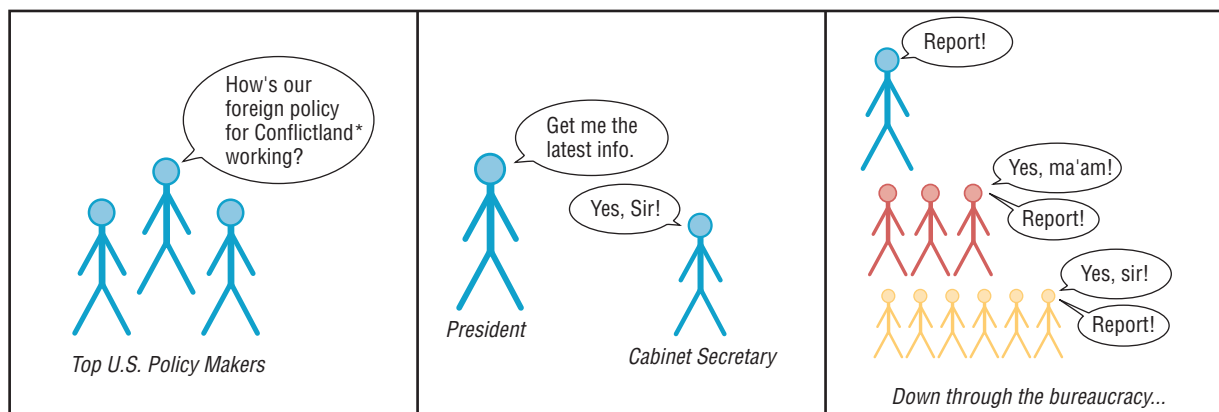 How's our
foreign policy
for Conflictland*
working?
Top U.S. Policy Makers
Get me the
latest info.
Yes, Sir!
President
Cabinet Secretary
Report!
Yes, ma'am!
Report!
Yes, sir!
Report!
Down through the bureaucracy...